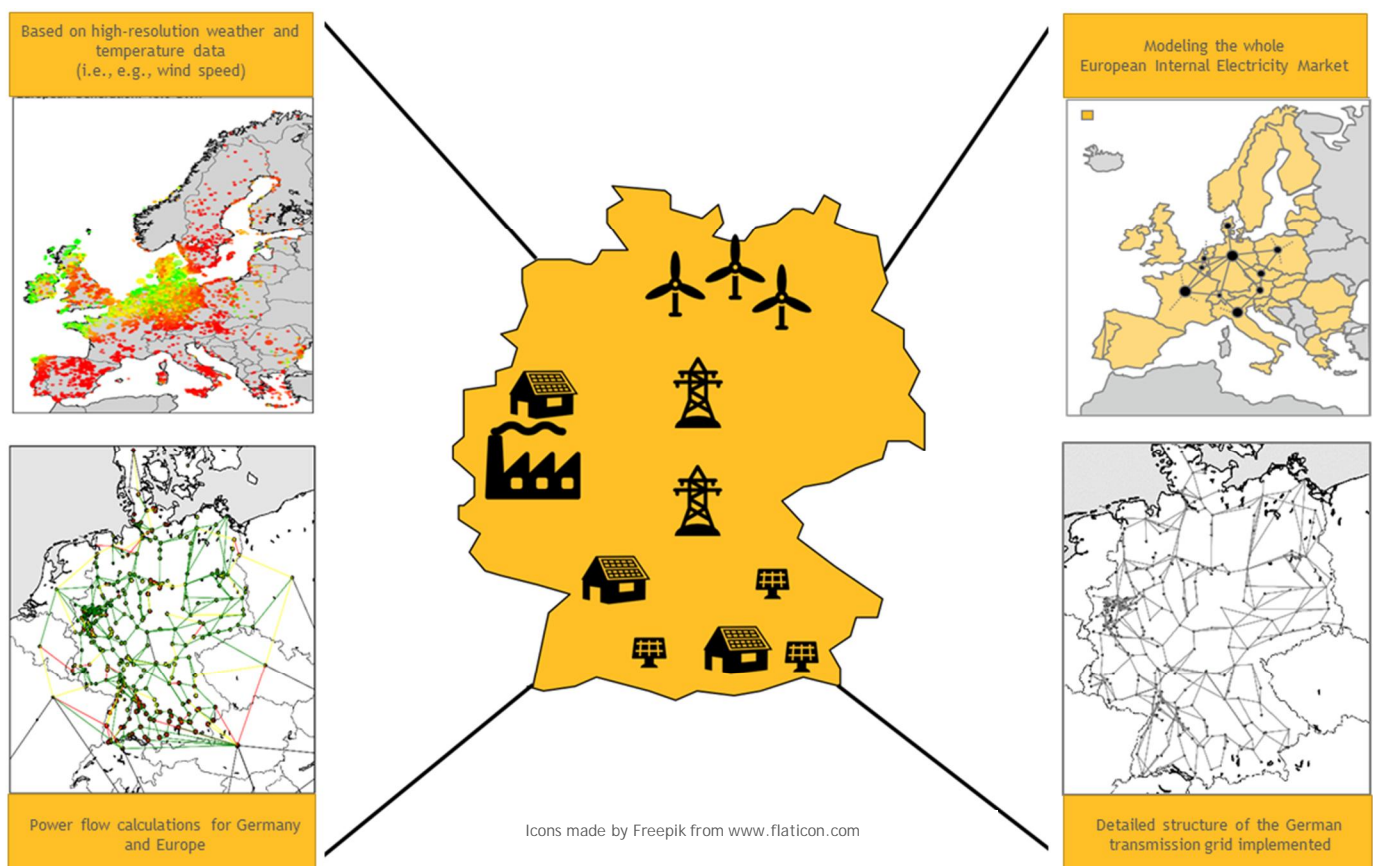 Based on high-resolution weather and
temperature data
(i.e., e.g., wind speed)
Modeling the whole
European Internal Electricity Market
Power flow calculations for Germany
and Europe
Icons made by Freepik from www.flaticon.com
Detailed structure of the German
transmission grid implemented